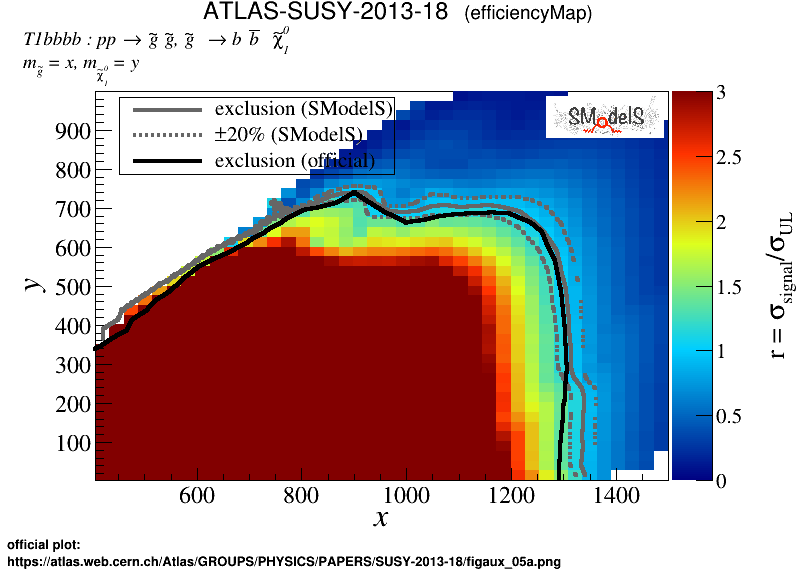 ATLAS-SUSY-2013-18 (efficiencyMap)
T1bbbb : pp → g̃ g̃, g̃ → b b̅ χ̃⁰₁
m_g̃ = x, m_χ̃⁰₁ = y
exclusion (SModelS)
±20% (SModelS)
exclusion (official)
SModelS
900
800
700
600
500
400
300
200
100
y
600 800 1000 1200 1400
x
3
2.5
2
1.5
1
0.5
0
r = σ_signal/σ_UL
official plot:
https://atlas.web.cern.ch/Atlas/GROUPS/PHYSICS/PAPERS/SUSY-2013-18/figaux_05a.png